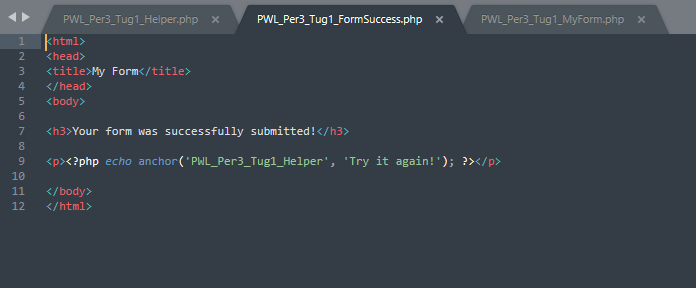 PWL_Per3_Tug1_Helper.php × PWL_Per3_Tug1_FormSuccess.php × PWL_Per3_Tug1_MyForm.php ×
1 <html>
2 <head>
3 <title>My Form</title>
4 </head>
5 <body>
6
7 <h3>Your form was successfully submitted!</h3>
8
9 <p><?php echo anchor('PWL_Per3_Tug1_Helper', 'Try it again!'); ?></p>
10
11 </body>
12 </html>